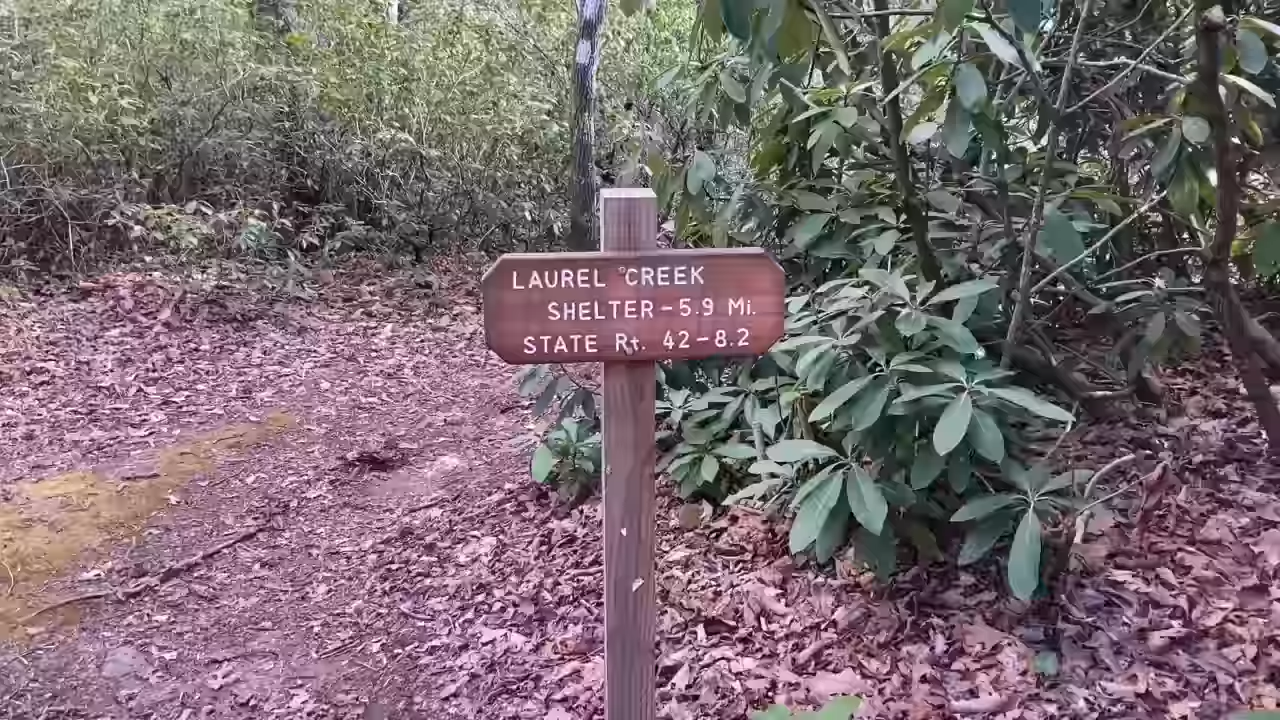 LAUREL CREEK
SHELTER - 5.9 Mi.
STATE Rt. 42 - 8.2